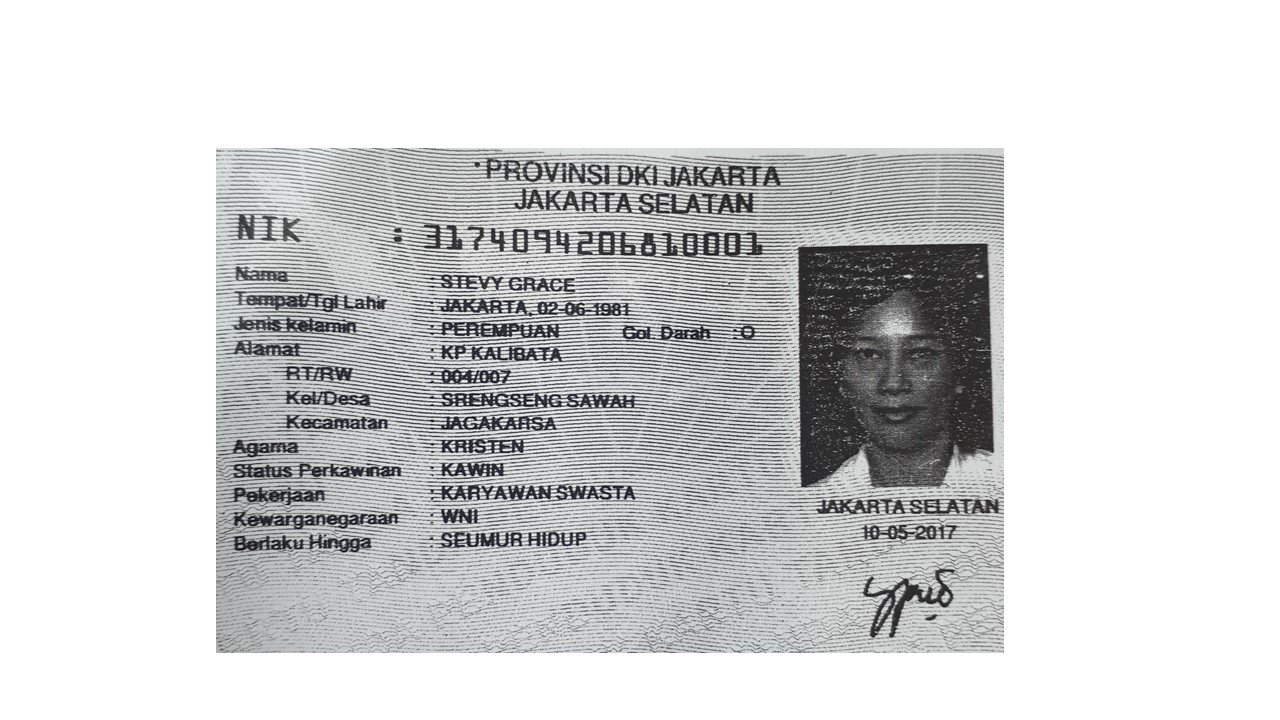 PROVINSI DKI JAKARTA
JAKARTA SELATAN
NIK : 3174094206810001
Nama : STEVY GRACE
Tempat/Tgl Lahir : JAKARTA, 02-06-1981
Jenis kelamin : PEREMPUAN Gol. Darah : O
Alamat : KP KALIBATA
RT/RW : 004/007
Kel/Desa : SRENGSENG SAWAH
Kecamatan : JAGAKARSA
Agama : KRISTEN
Status Perkawinan : KAWIN
Pekerjaan : KARYAWAN SWASTA
Kewarganegaraan : WNI
Berlaku Hingga : SEUMUR HIDUP
JAKARTA SELATAN
10-05-2017